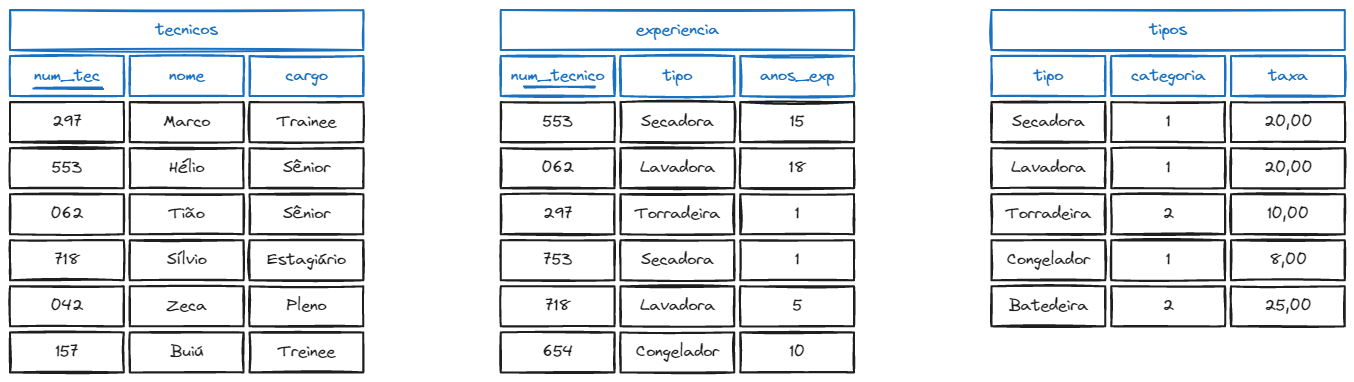 tecnicos
num_tec nome cargo
297 Marco Trainee
553 Hélio Sênior
062 Tião Sênior
718 Sílvio Estagiário
042 Zeca Pleno
157 Buiú Treinee
experiencia
num_tecnico tipo anos_exp
553 Secadora 15
062 Lavadora 18
297 Torradeira 1
753 Secadora 1
718 Lavadora 5
654 Congelador 10
tipos
tipo categoria taxa
Secadora 1 20,00
Lavadora 1 20,00
Torradeira 2 10,00
Congelador 1 8,00
Batedeira 2 25,00